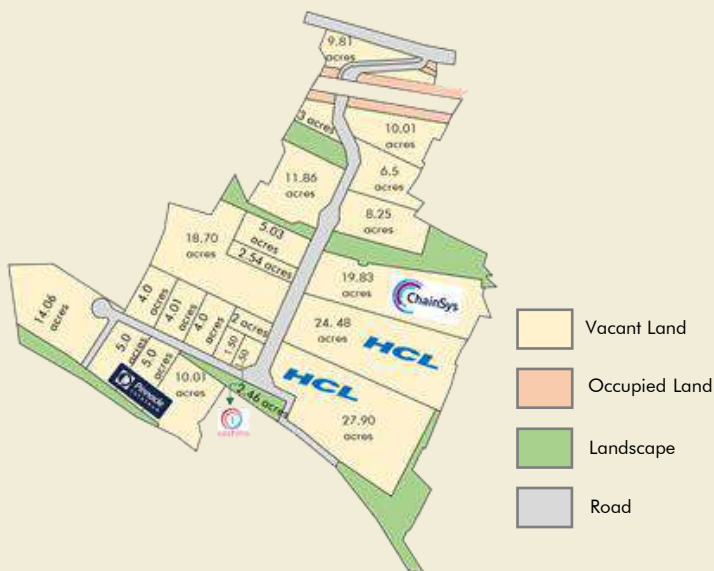 9.81
acres
3 acres
10.01
acres
11.86
acres
6.5
acres
8.25
acres
18.70
acres
5.03
acres
2.54 acres
19.83
acres
ChainSys
24. 48
acres
HCL
HCL
27.90
acres
14.06
acres
4.0
acres
4.01
acres
4.0
acres
2 acres
1.50
5.0
acres
5.0
acres
Pinnacle
10.01
acres
2.46 acres
Vacant Land
Occupied Land
Landscape
Road